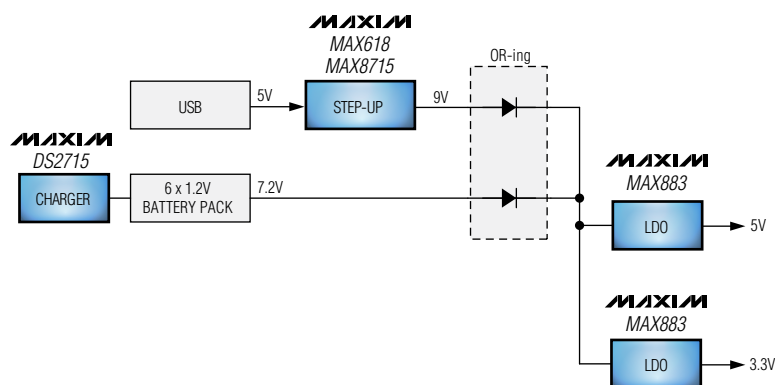 MAXIM
MAX618
MAX8715
OR-ing
USB
5V
STEP-UP
9V
MAXIM
DS2715
CHARGER
6 x 1.2V
BATTERY PACK
7.2V
MAXIM
MAX883
LDO
5V
MAXIM
MAX883
LDO
3.3V